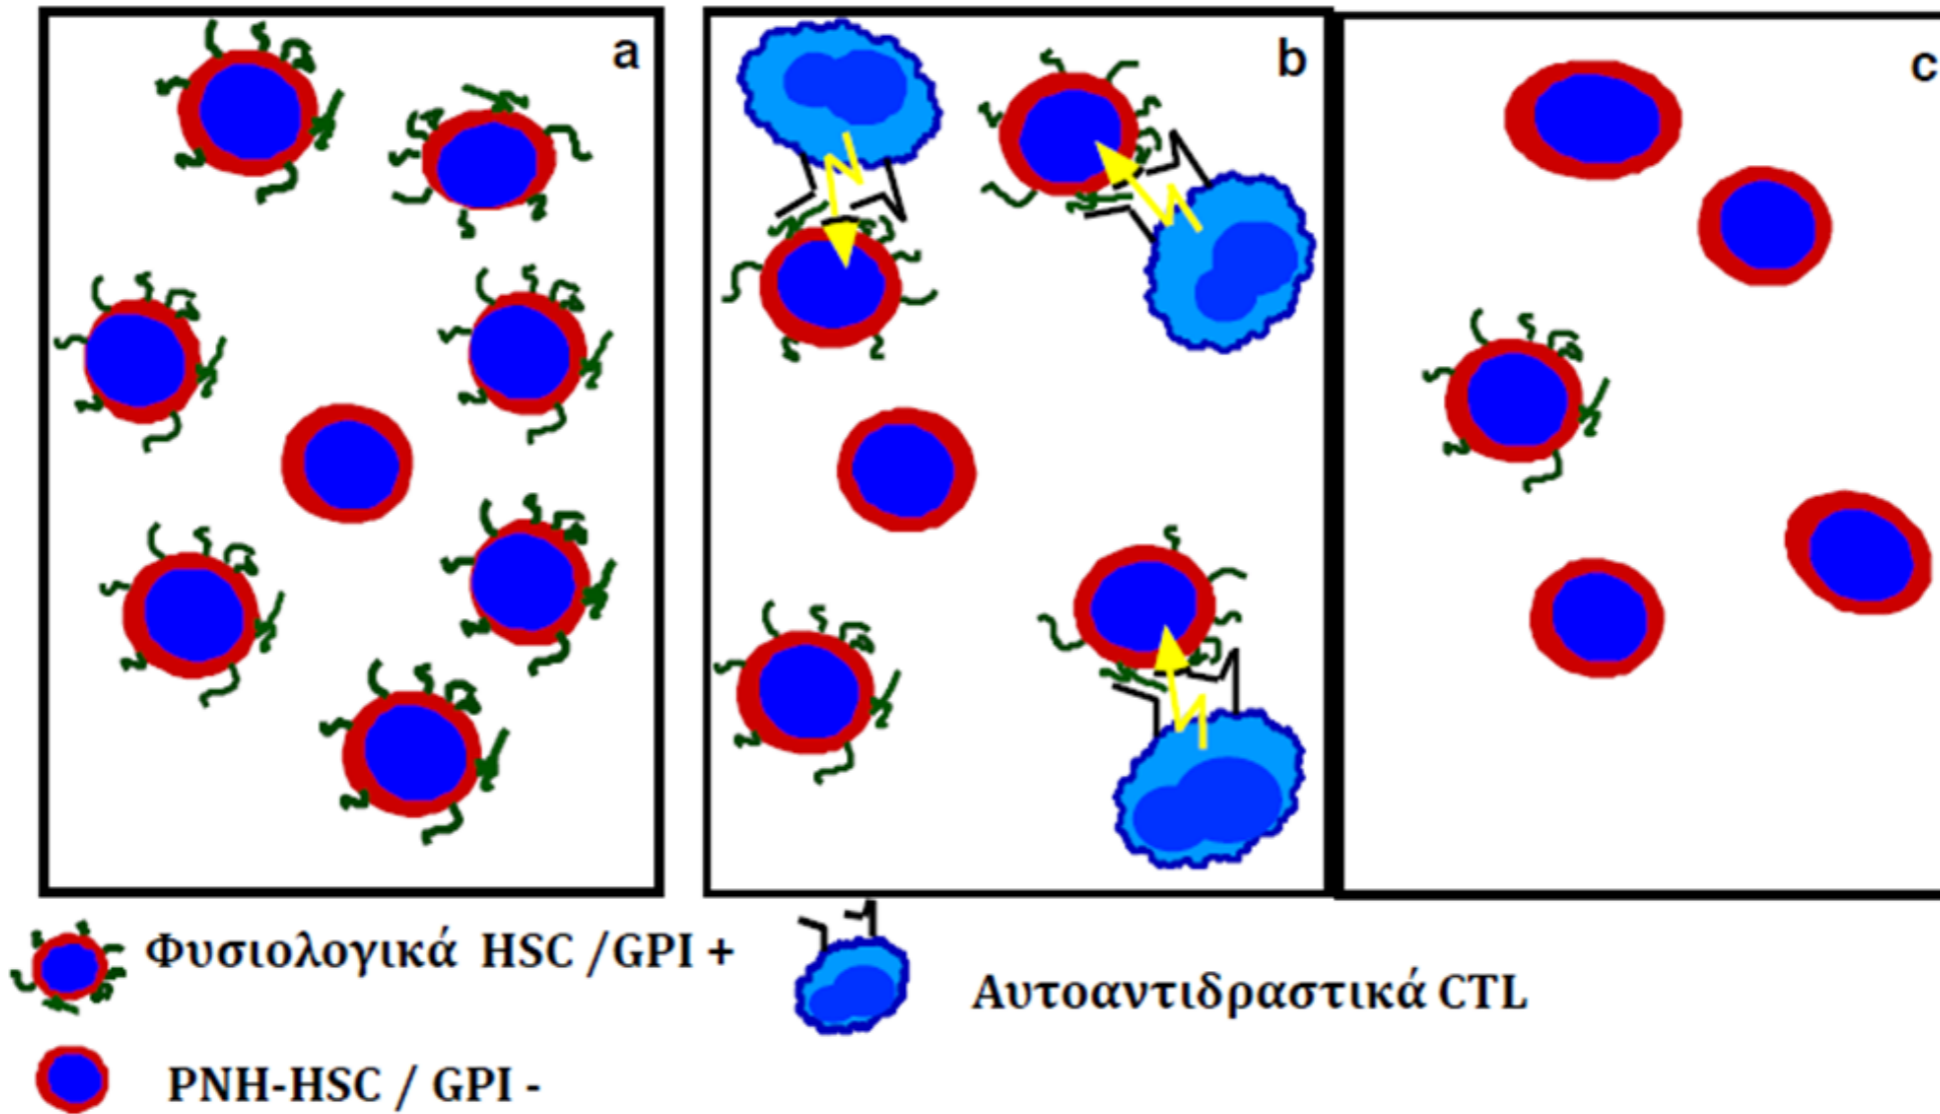 a
b
c
Φυσιολογικά HSC /GPI +
Αυτοαντιδραστικά CTL
PNH-HSC / GPI -